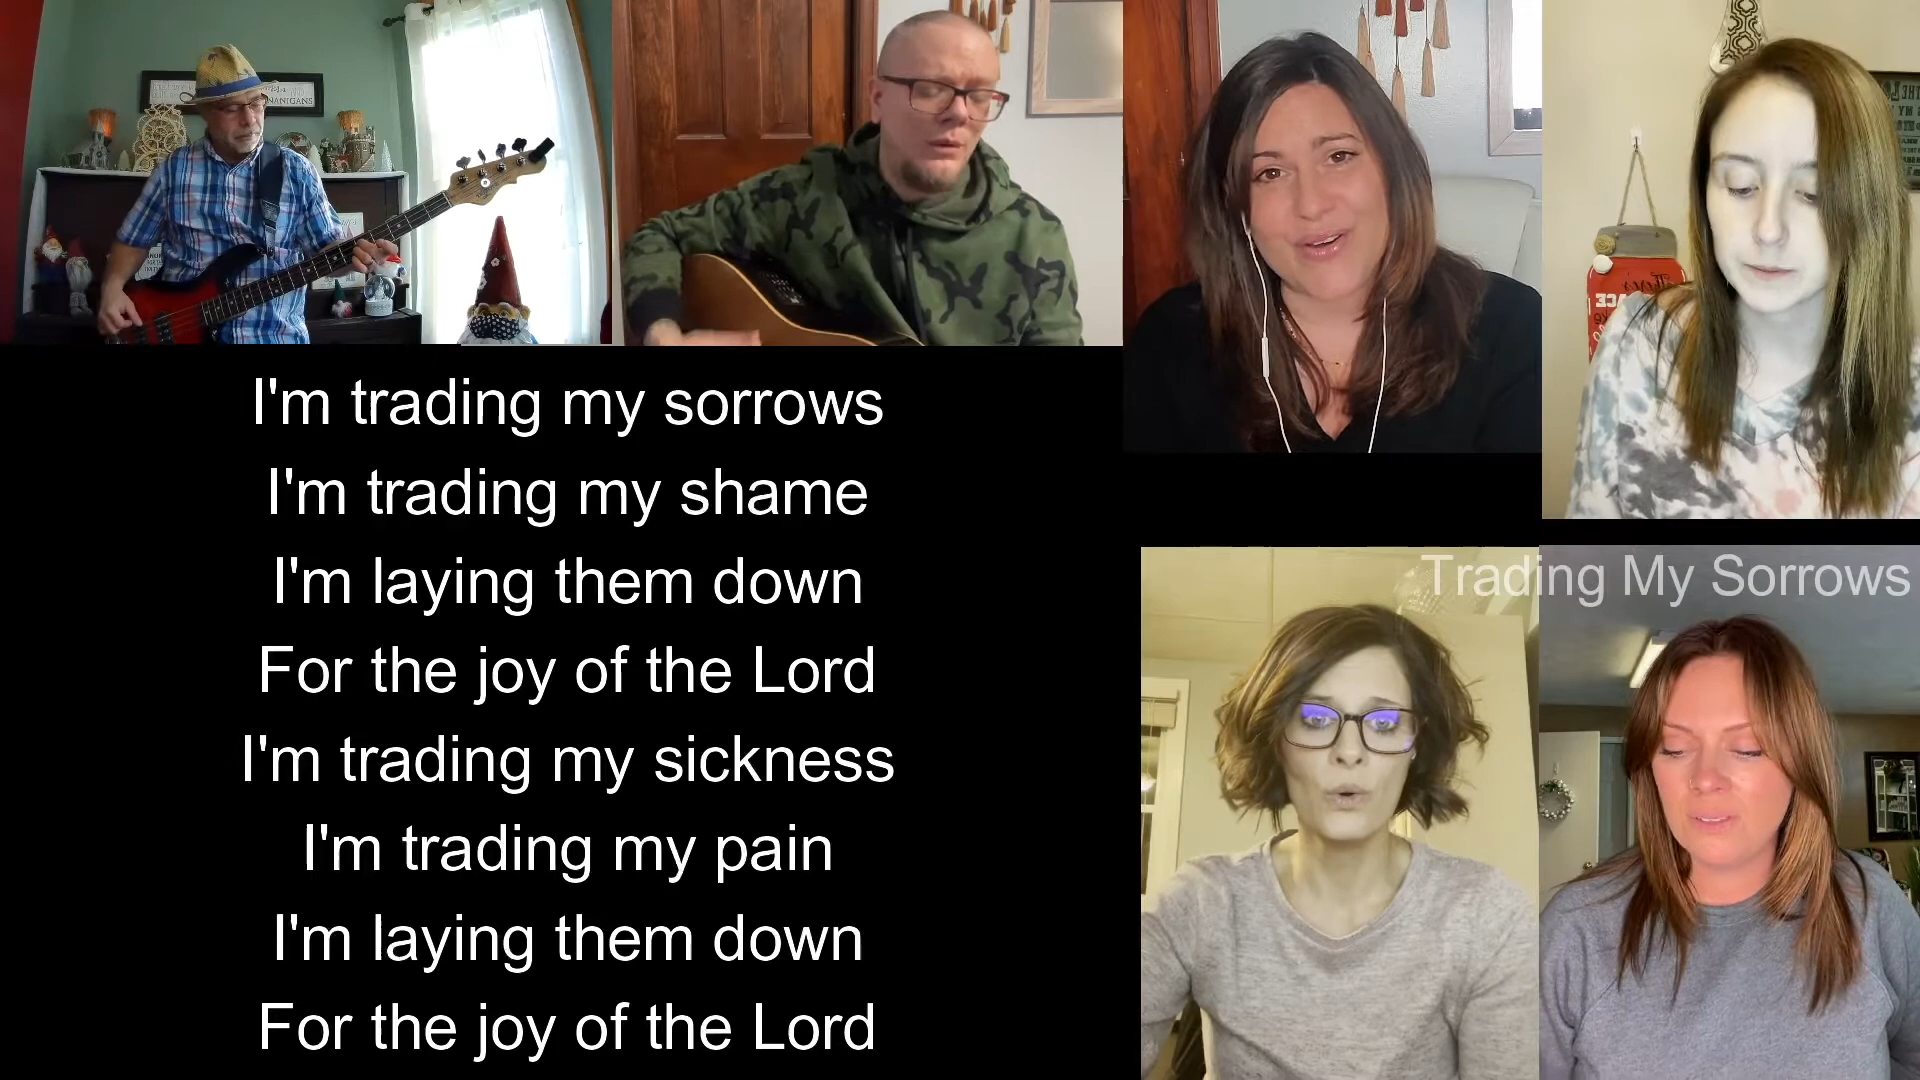 NANIGANS
I'm trading my sorrows
I'm trading my shame
I'm laying them down
For the joy of the Lord
I'm trading my sickness
I'm trading my pain
I'm laying them down
For the joy of the Lord
Trading My Sorrows